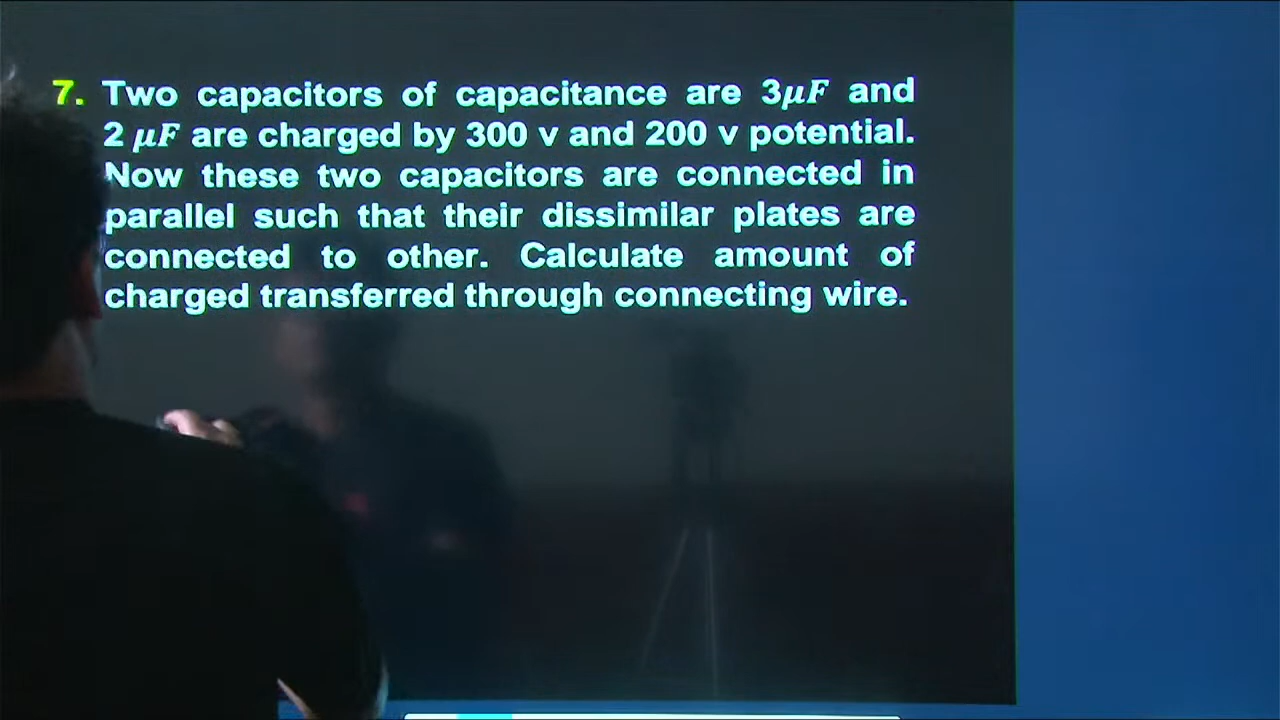 7. Two capacitors of capacitance are 3μF and
2 μF are charged by 300 v and 200 v potential.
Now these two capacitors are connected in
parallel such that their dissimilar plates are
connected to other. Calculate amount of
charged transferred through connecting wire.